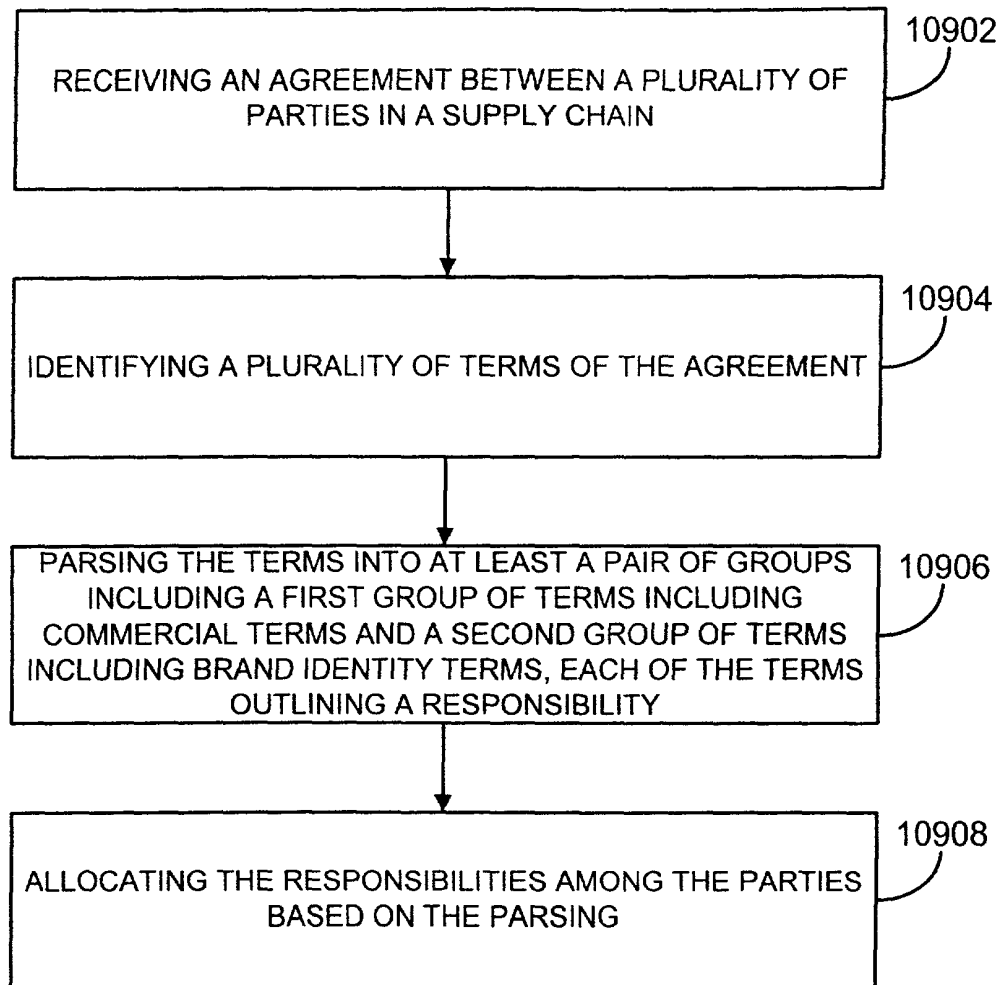 10902
RECEIVING AN AGREEMENT BETWEEN A PLURALITY OF
PARTIES IN A SUPPLY CHAIN
10904
IDENTIFYING A PLURALITY OF TERMS OF THE AGREEMENT
10906
PARSING THE TERMS INTO AT LEAST A PAIR OF GROUPS
INCLUDING A FIRST GROUP OF TERMS INCLUDING
COMMERCIAL TERMS AND A SECOND GROUP OF TERMS
INCLUDING BRAND IDENTITY TERMS, EACH OF THE TERMS
OUTLINING A RESPONSIBILITY
10908
ALLOCATING THE RESPONSIBILITIES AMONG THE PARTIES
BASED ON THE PARSING